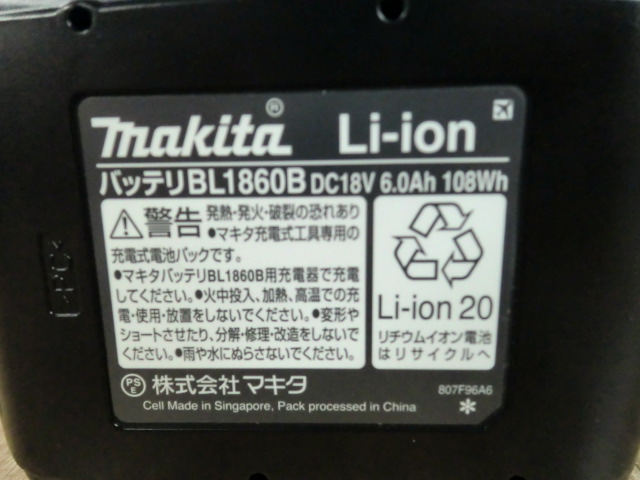 makita® Li-ion
バッテリBL1860B DC18V 6.0Ah 108Wh
警告 発熱・発火・破裂の恐れあり
●マキタ充電式工具専用の
充電式電池パックです。
●マキタバッテリBL1860B用充電器で充電
してください。●火中投入、加熱、高温での充
電・使用・放置をしないでください。●変形や
ショートさせたり、分解・修理・改造をしないで
ください。●雨や水にぬらさないでください。
Li-ion 20
リチウムイオン電池
はリサイクルへ
PSE 株式会社マキタ
807F96A6
Cell Made in Singapore, Pack processed in China
＊
>PC<